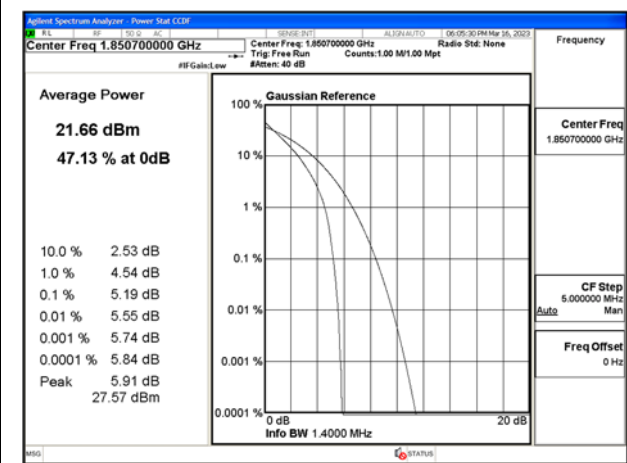 Agilent Spectrum Analyzer - Power Stat CCDF
RL RF 50 Ω AC SENSE:INT ALIGNAUTO 06:05:30 PM Mar 16, 2023
Center Freq 1.850700000 GHz
Center Freq: 1.850700000 GHz Radio Std: None
Trig: Free Run Counts:1.00 M/1.00 Mpt
#IFGain:Low #Atten: 40 dB
Frequency
Average Power
21.66 dBm
47.13 % at 0dB
10.0 % 2.53 dB
1.0 % 4.54 dB
0.1 % 5.19 dB
0.01 % 5.55 dB
0.001 % 5.74 dB
0.0001 % 5.84 dB
Peak 5.91 dB
27.57 dBm
Gaussian Reference
100 %
10 %
1 %
0.1 %
0.01 %
0.001 %
0.0001 %
0 dB 20 dB
Info BW 1.4000 MHz
Center Freq
1.850700000 GHz
CF Step
5.000000 MHz
Auto Man
Freq Offset
0 Hz
MSG STATUS